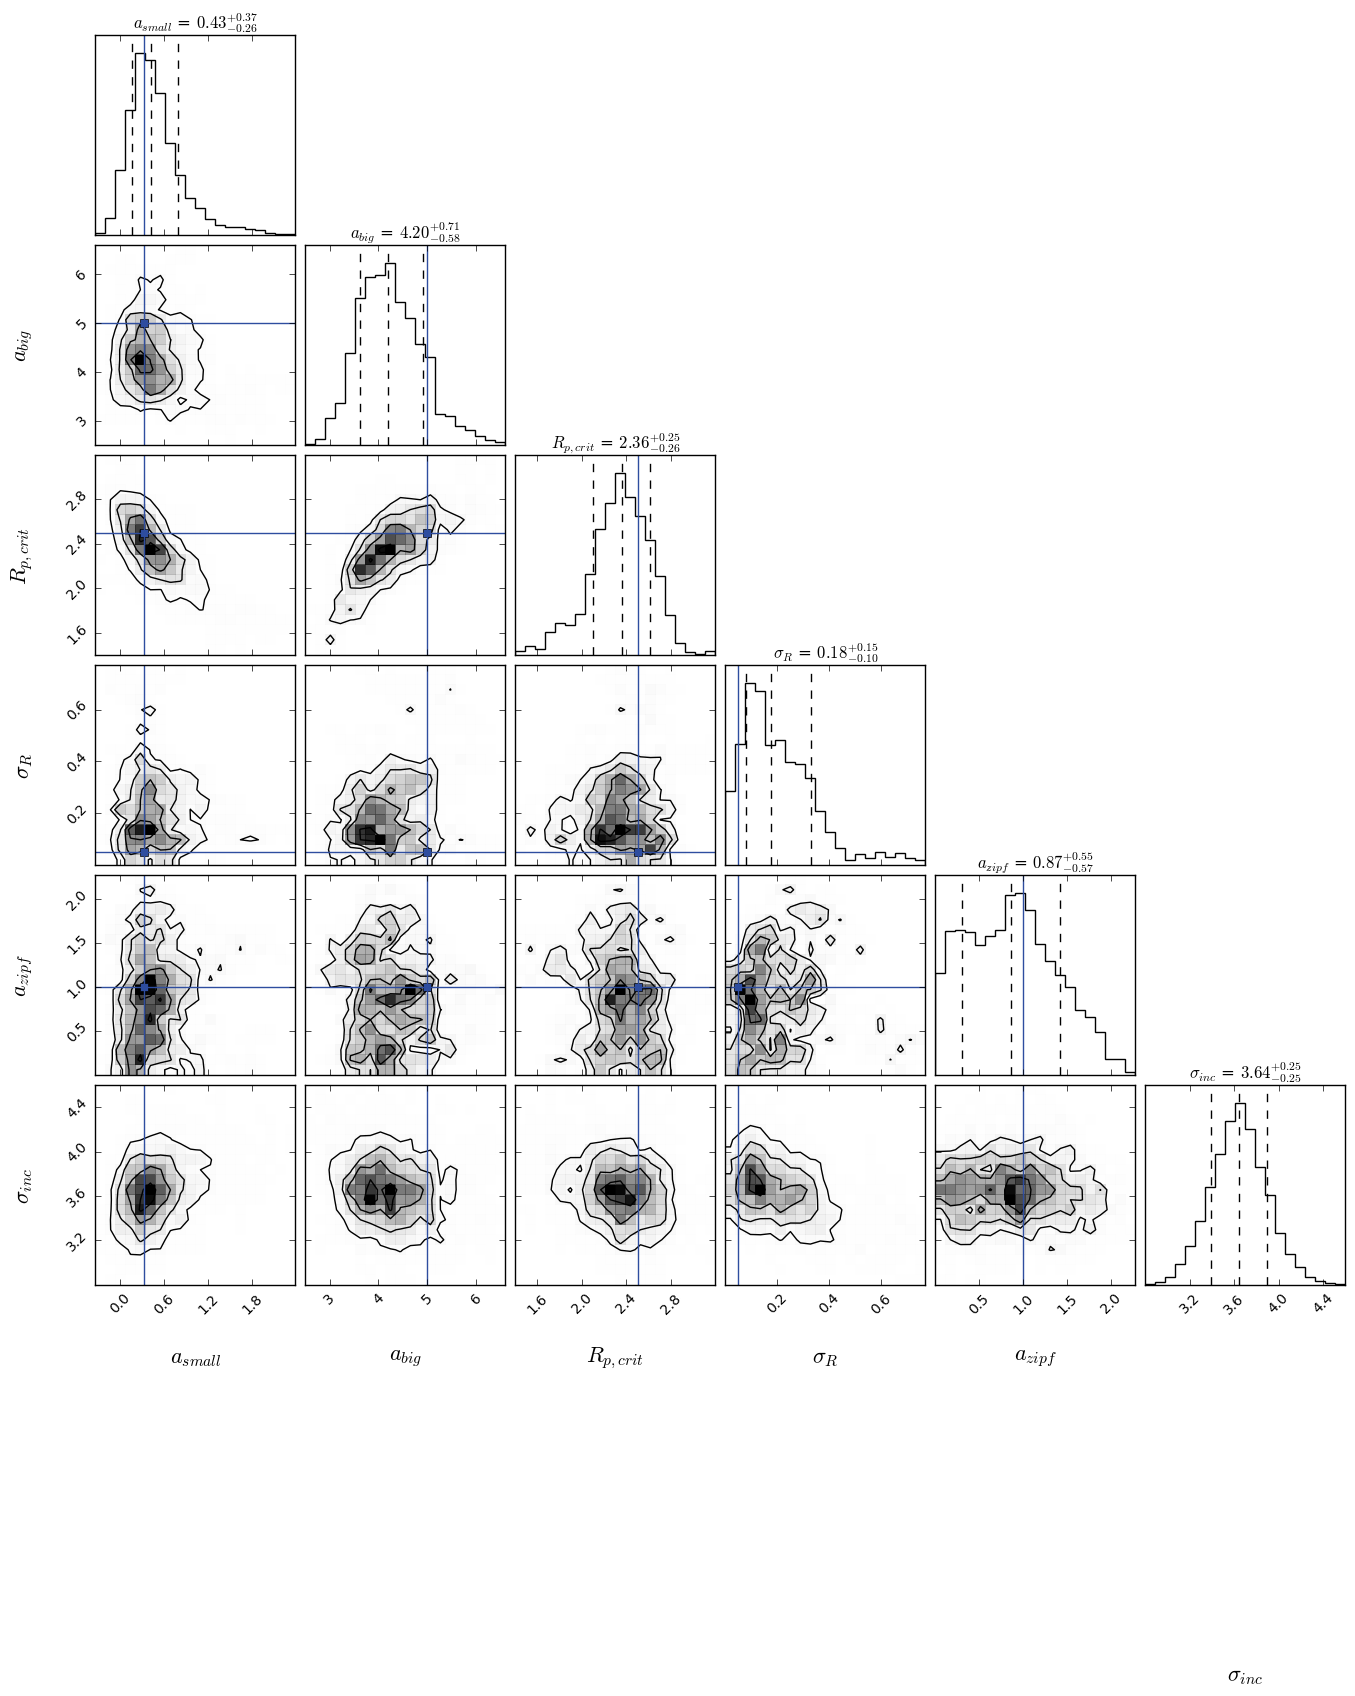 a_small = 0.43^{+0.37}_{-0.26}
a_big = 4.20^{+0.71}_{-0.58}
6
5
4
3
a_big
R_{p,crit} = 2.36^{+0.25}_{-0.26}
2.8
2.4
2.0
1.6
R_{p,crit}
σ_R = 0.18^{+0.15}_{-0.10}
0.6
0.4
0.2
σ_R
a_zipf = 0.87^{+0.55}_{-0.57}
2.0
1.5
1.0
0.5
a_zipf
σ_inc = 3.64^{+0.25}_{-0.25}
4.4
4.0
3.6
3.2
σ_inc
0.0 0.6 1.2 1.8 3 4 5 6 1.6 2.0 2.4 2.8 0.2 0.4 0.6 0.5 1.0 1.5 2.0 3.2 3.6 4.0 4.4
a_small a_big R_{p,crit} σ_R a_zipf
σ_inc